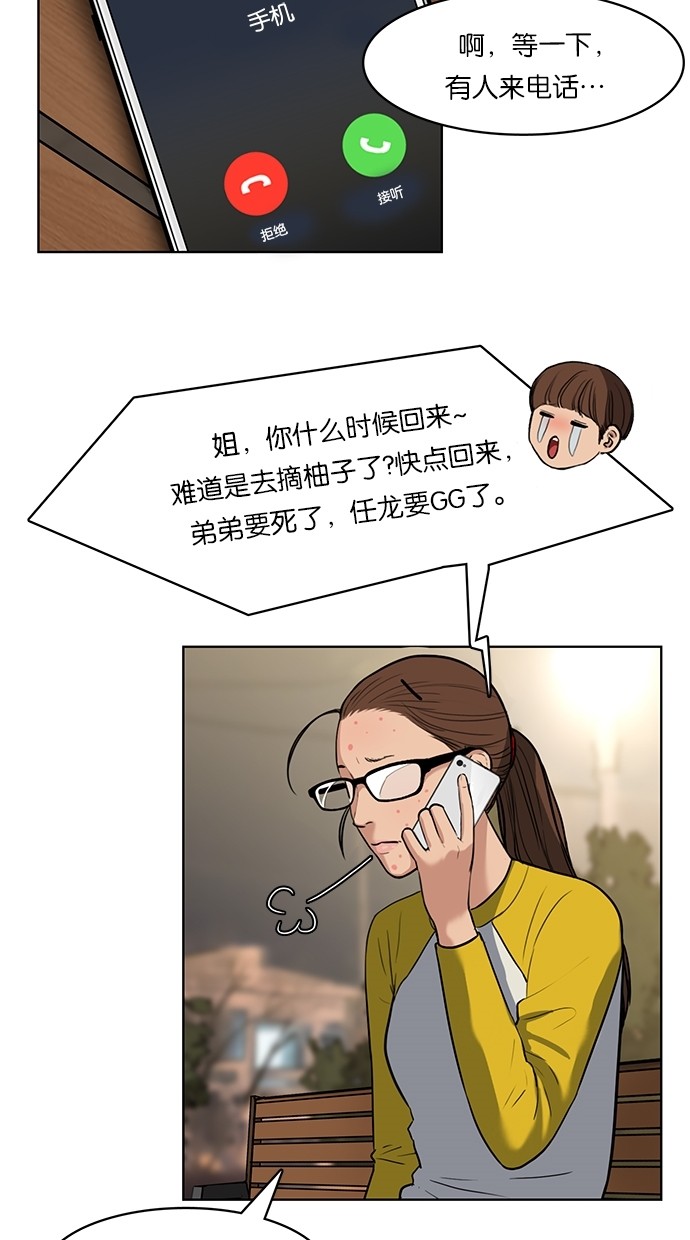 手机
啊，等一下，
有人来电话…
接听
拒绝
姐，你什么时候回来~
难道是去摘柚子了?快点回来，
弟弟要死了，任龙要GG了。